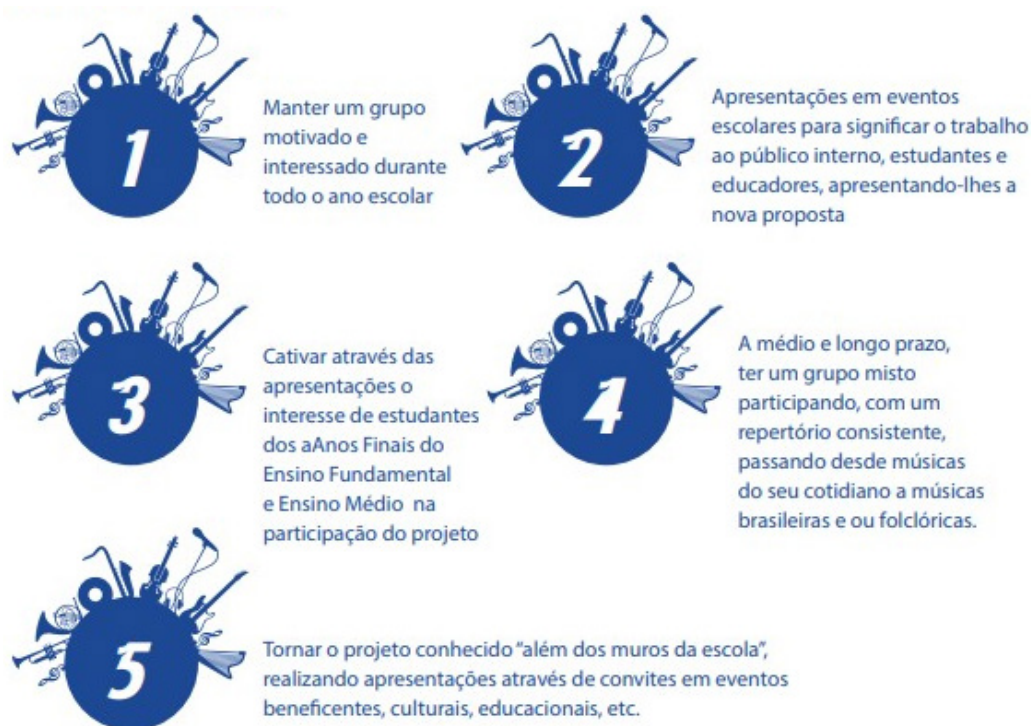 1
Manter um grupo
motivado e
interessado durante
todo o ano escolar
2
Apresentações em eventos
escolares para significar o trabalho
ao público interno, estudantes e
educadores, apresentando-lhes a
nova proposta
3
Cativar através das
apresentações o
interesse de estudantes
dos aAnos Finais do
Ensino Fundamental
e Ensino Médio na
participação do projeto
4
A médio e longo prazo,
ter um grupo misto
participando, com um
repertório consistente,
passando desde músicas
do seu cotidiano a músicas
brasileiras e ou folclóricas.
5
Tornar o projeto conhecido “além dos muros da escola”,
realizando apresentações através de convites em eventos
beneficentes, culturais, educacionais, etc.